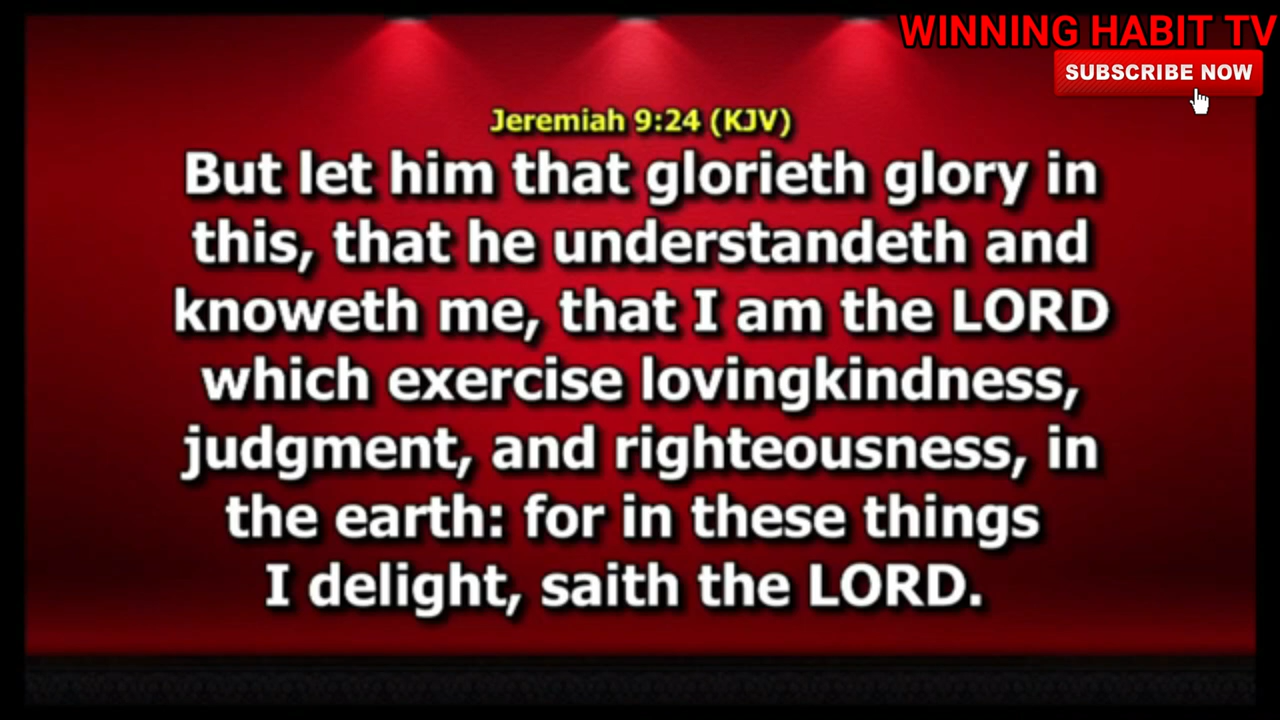 WINNING HABIT TV
SUBSCRIBE NOW
Jeremiah 9:24 (KJV)
But let him that glorieth glory in
this, that he understandeth and
knoweth me, that I am the LORD
which exercise lovingkindness,
judgment, and righteousness, in
the earth: for in these things
I delight, saith the LORD.